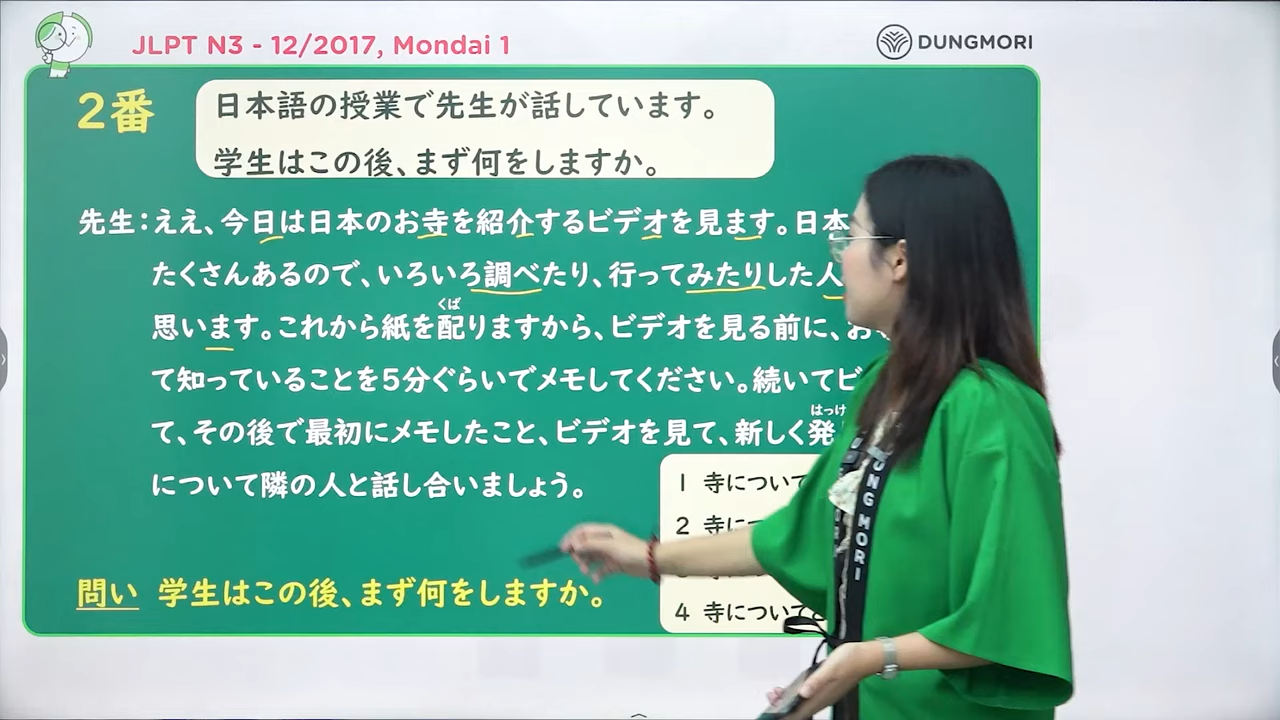 JLPT N3 - 12/2017, Mondai 1
DUNGMORI
2番
日本語の授業で先生が話しています。
学生はこの後、まず何をしますか。
先生：ええ、今日は日本のお寺を紹介するビデオを見ます。日本
たくさんあるので、いろいろ調べたり、行ってみたりした人
くば
思います。これから紙を配りますから、ビデオを見る前に、お
て知っていることを5分ぐらいでメモしてください。続いてビ
はっけ
て、その後で最初にメモしたこと、ビデオを見て、新しく発
について隣の人と話し合いましょう。
1 寺について
2 寺に
4 寺について
問い 学生はこの後、まず何をしますか。
UNG MORI